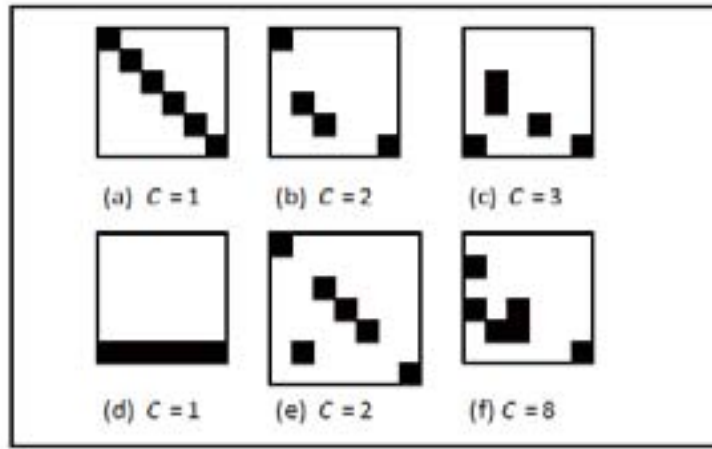 (a) C = 1
(b) C = 2
(c) C = 3
(d) C = 1
(e) C = 2
(f) C = 8